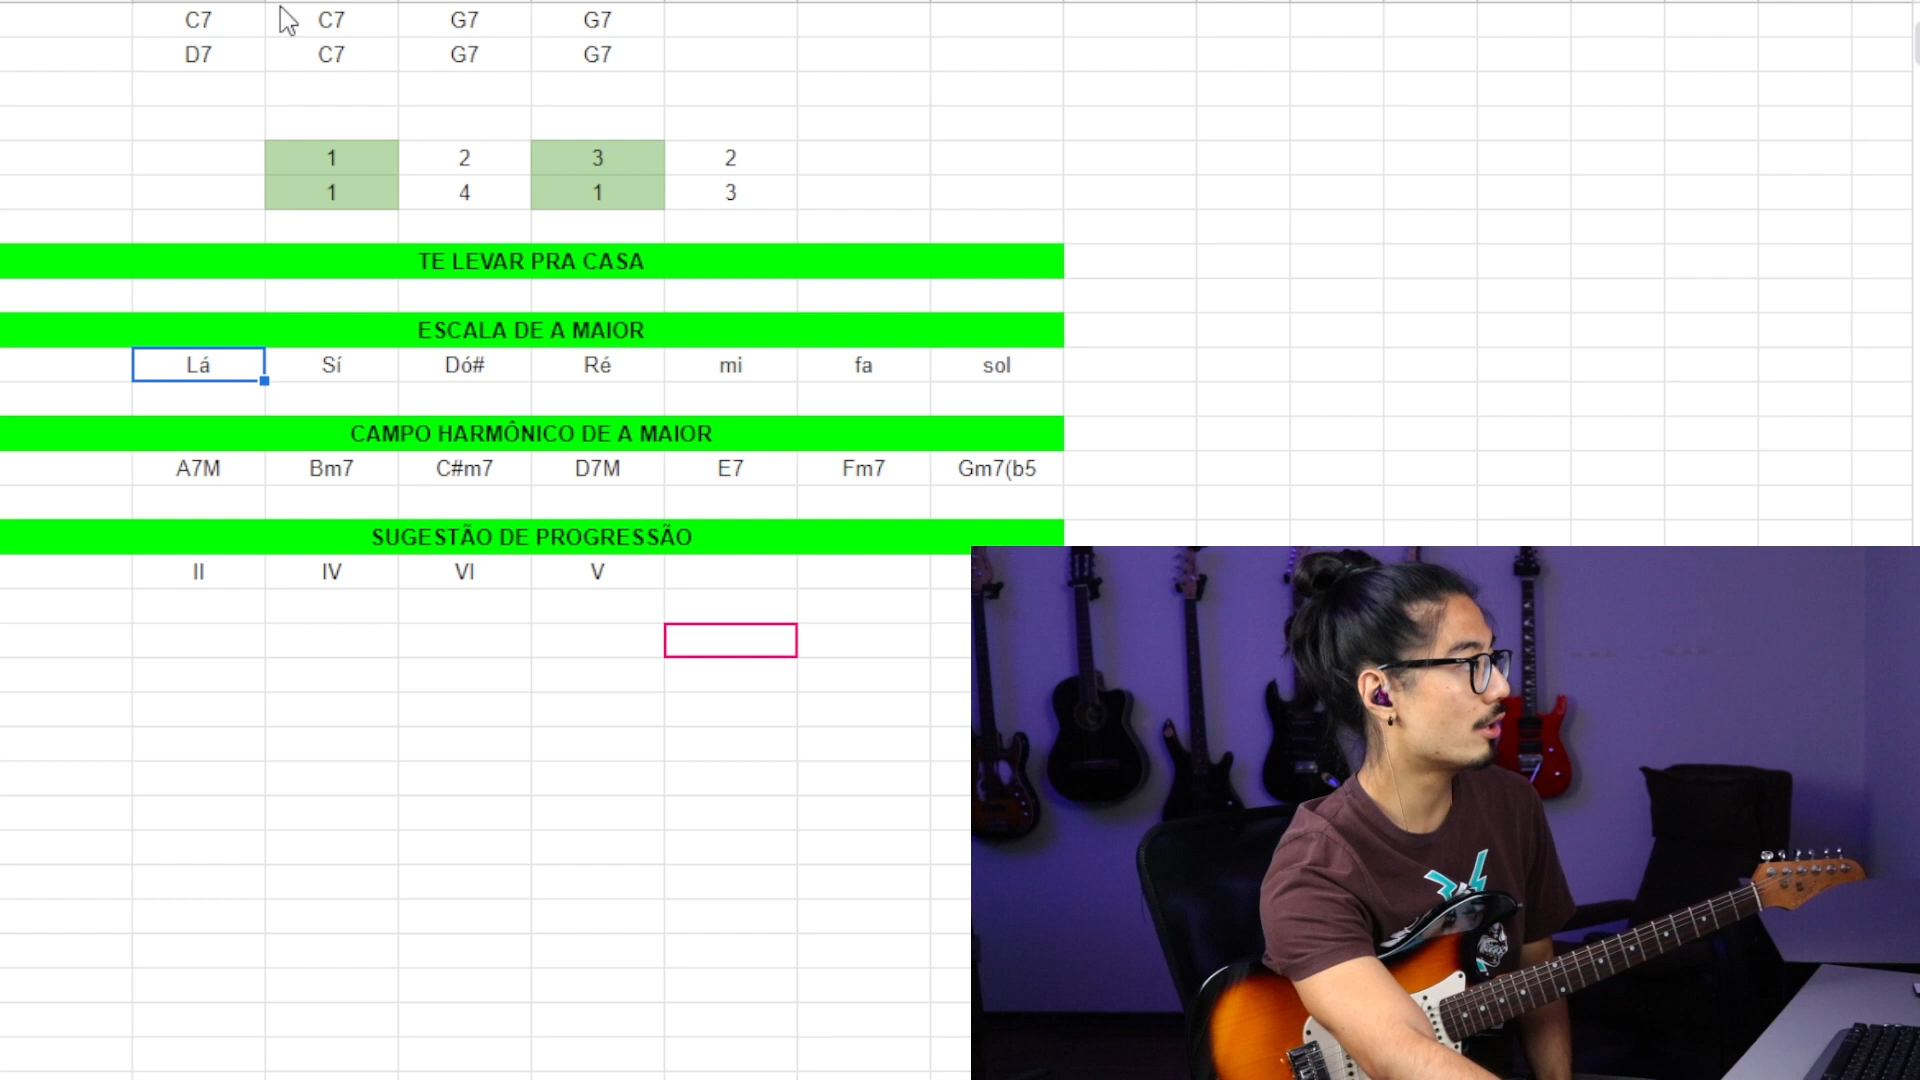 C7 C7 G7 G7
D7 C7 G7 G7
1 2 3 2
1 4 1 3
TE LEVAR PRA CASA
ESCALA DE A MAIOR
Lá Sí Dó# Ré mi fa sol
CAMPO HARMÔNICO DE A MAIOR
A7M Bm7 C#m7 D7M E7 Fm7 Gm7(b5
SUGESTÃO DE PROGRESSÃO
II IV VI V